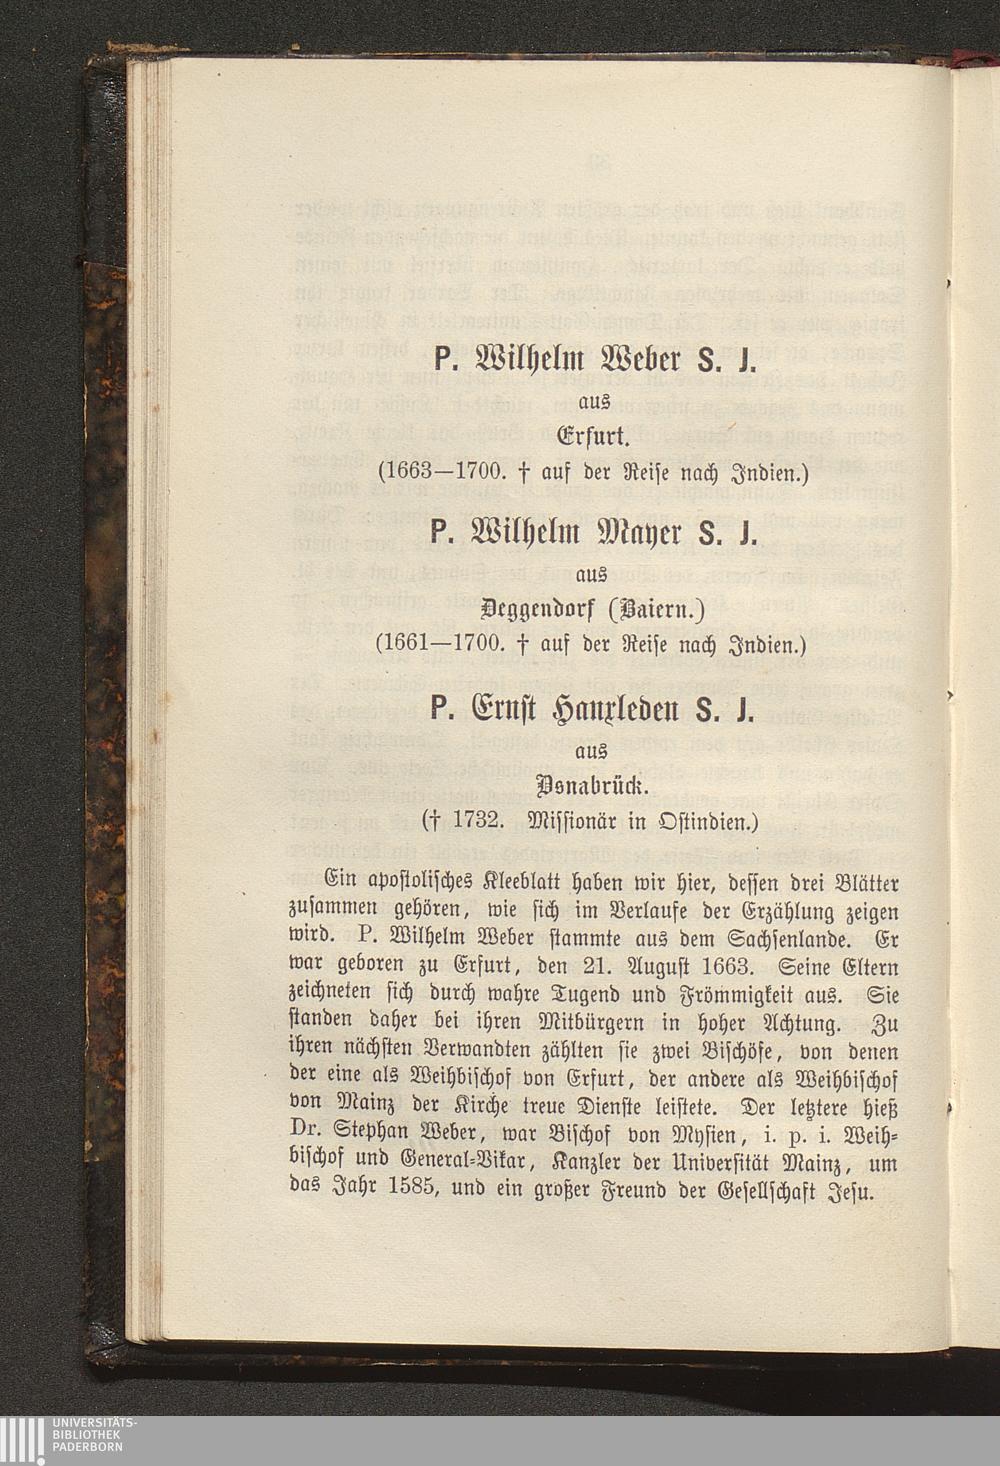 P. Wilhelm Weber S. J.
aus
Erfurt.
(1663—1700. † auf der Reise nach Indien.)
P. Wilhelm Mayer S. J.
aus
Deggendorf (Baiern.)
(1661—1700. † auf der Reise nach Indien.)
P. Ernst Hanxleden S. J.
aus
Osnabrück.
(† 1732. Missionär in Ostindien.)
Ein apostolisches Kleeblatt haben wir hier, dessen drei Blätter
zusammen gehören, wie sich im Verlaufe der Erzählung zeigen
wird. P. Wilhelm Weber stammte aus dem Sachsenlande. Er
war geboren zu Erfurt, den 21. August 1663. Seine Eltern
zeichneten sich durch wahre Tugend und Frömmigkeit aus. Sie
standen daher bei ihren Mitbürgern in hoher Achtung. Zu
ihren nächsten Verwandten zählten sie zwei Bischöfe, von denen
der eine als Weihbischof von Erfurt, der andere als Weihbischof
von Mainz der Kirche treue Dienste leistete. Der letztere hieß
Dr. Stephan Weber, war Bischof von Mysien, i. p. i. Weih-
bischof und General-Vikar, Kanzler der Universität Mainz, um
das Jahr 1585, und ein großer Freund der Gesellschaft Jesu.
UNIVERSITÄTS-
BIBLIOTHEK
PADERBORN